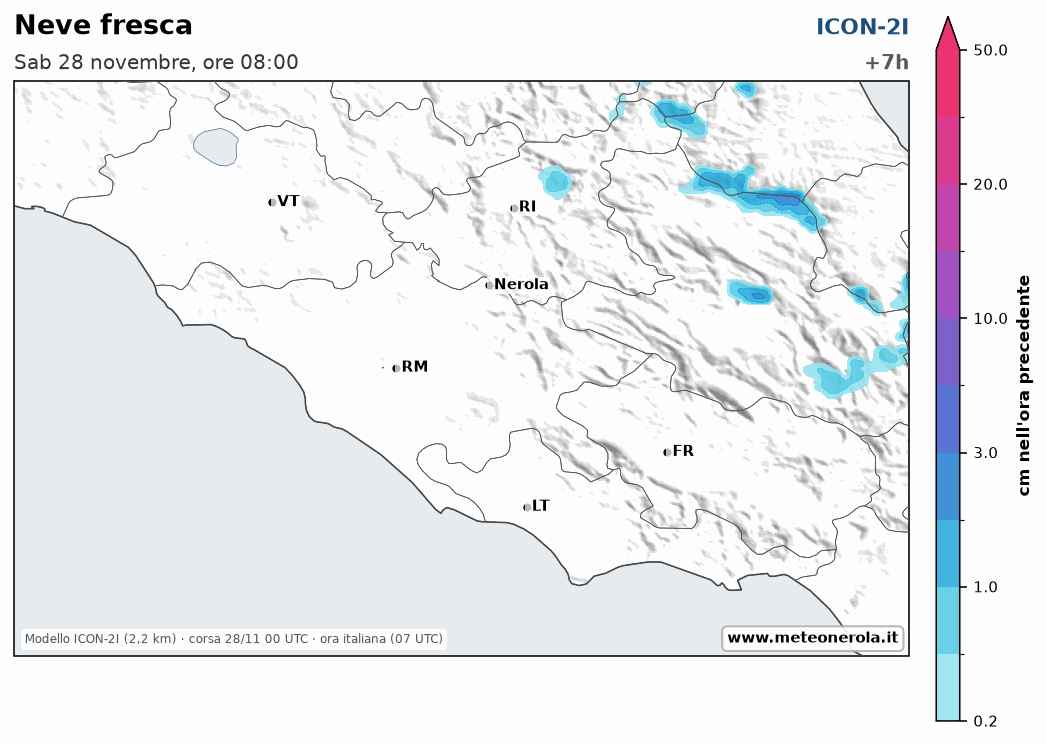 Neve fresca
ICON-2I
Sab 28 novembre, ore 08:00
+7h
50.0
20.0
10.0
3.0
1.0
0.2
cm nell'ora precedente
VT
RI
Nerola
RM
FR
LT
Modello ICON-2I (2,2 km) · corsa 28/11 00 UTC · ora italiana (07 UTC)
www.meteonerola.it